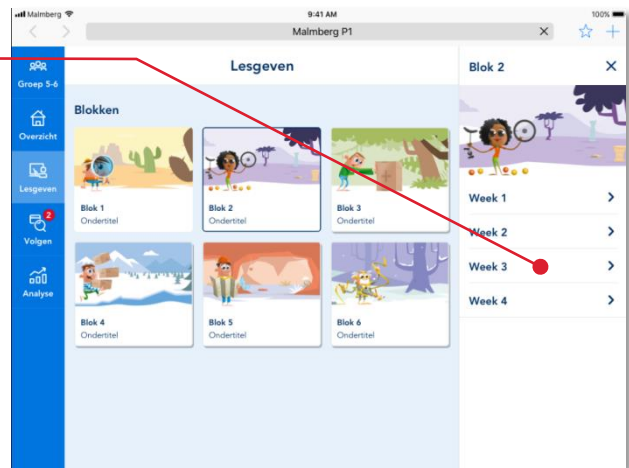 Malmberg
9:41 AM
100%
Malmberg P1
Groep 5-6
Overzicht
Lesgeven
2
Volgen
Analyse
Lesgeven
Blokken
Blok 1
Ondertitel
Blok 2
Ondertitel
Blok 3
Ondertitel
Blok 4
Ondertitel
Blok 5
Ondertitel
Blok 6
Ondertitel
Blok 2
Week 1
Week 2
Week 3
Week 4